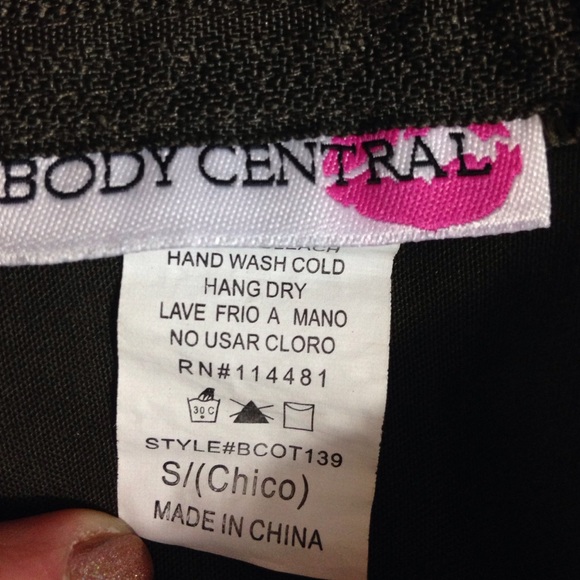 BODY CENTRAL
BLEACH
HAND WASH COLD
HANG DRY
LAVE FRIO A MANO
NO USAR CLORO
RN#114481
30 C
STYLE#BCOT139
S/(Chico)
MADE IN CHINA